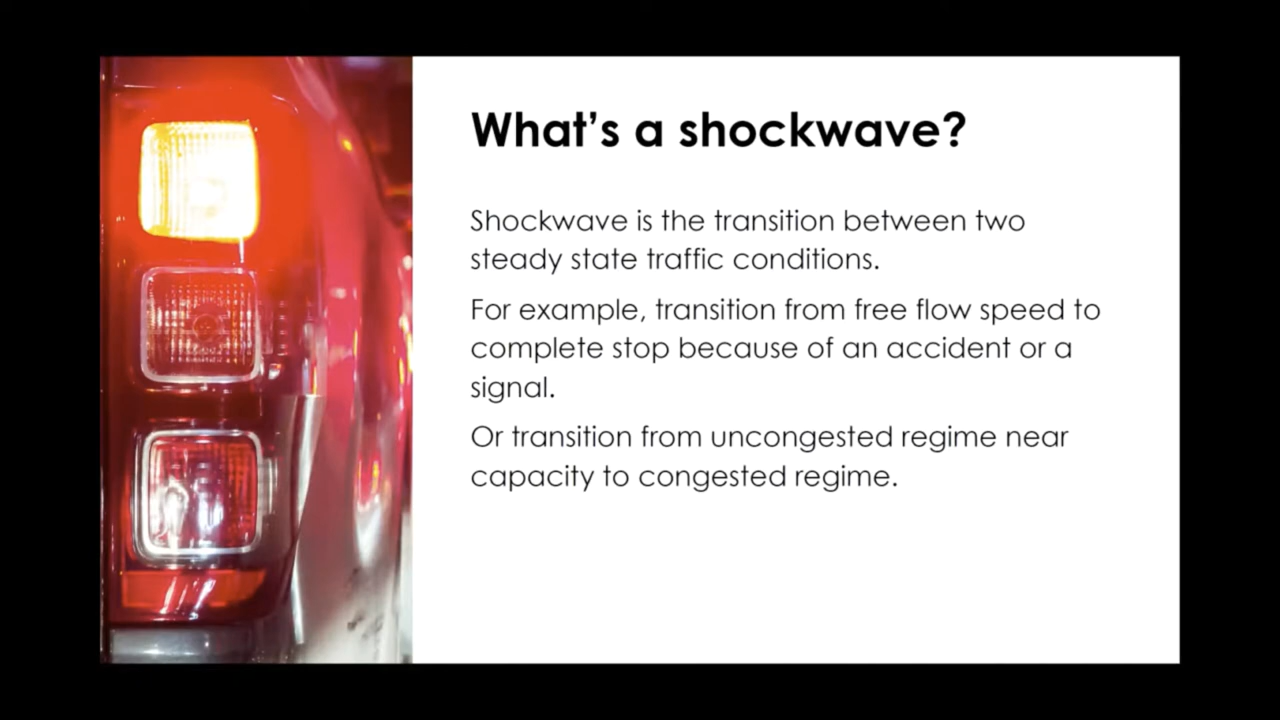 What's a shockwave?
Shockwave is the transition between two
steady state traffic conditions.
For example, transition from free flow speed to
complete stop because of an accident or a
signal.
Or transition from uncongested regime near
capacity to congested regime.